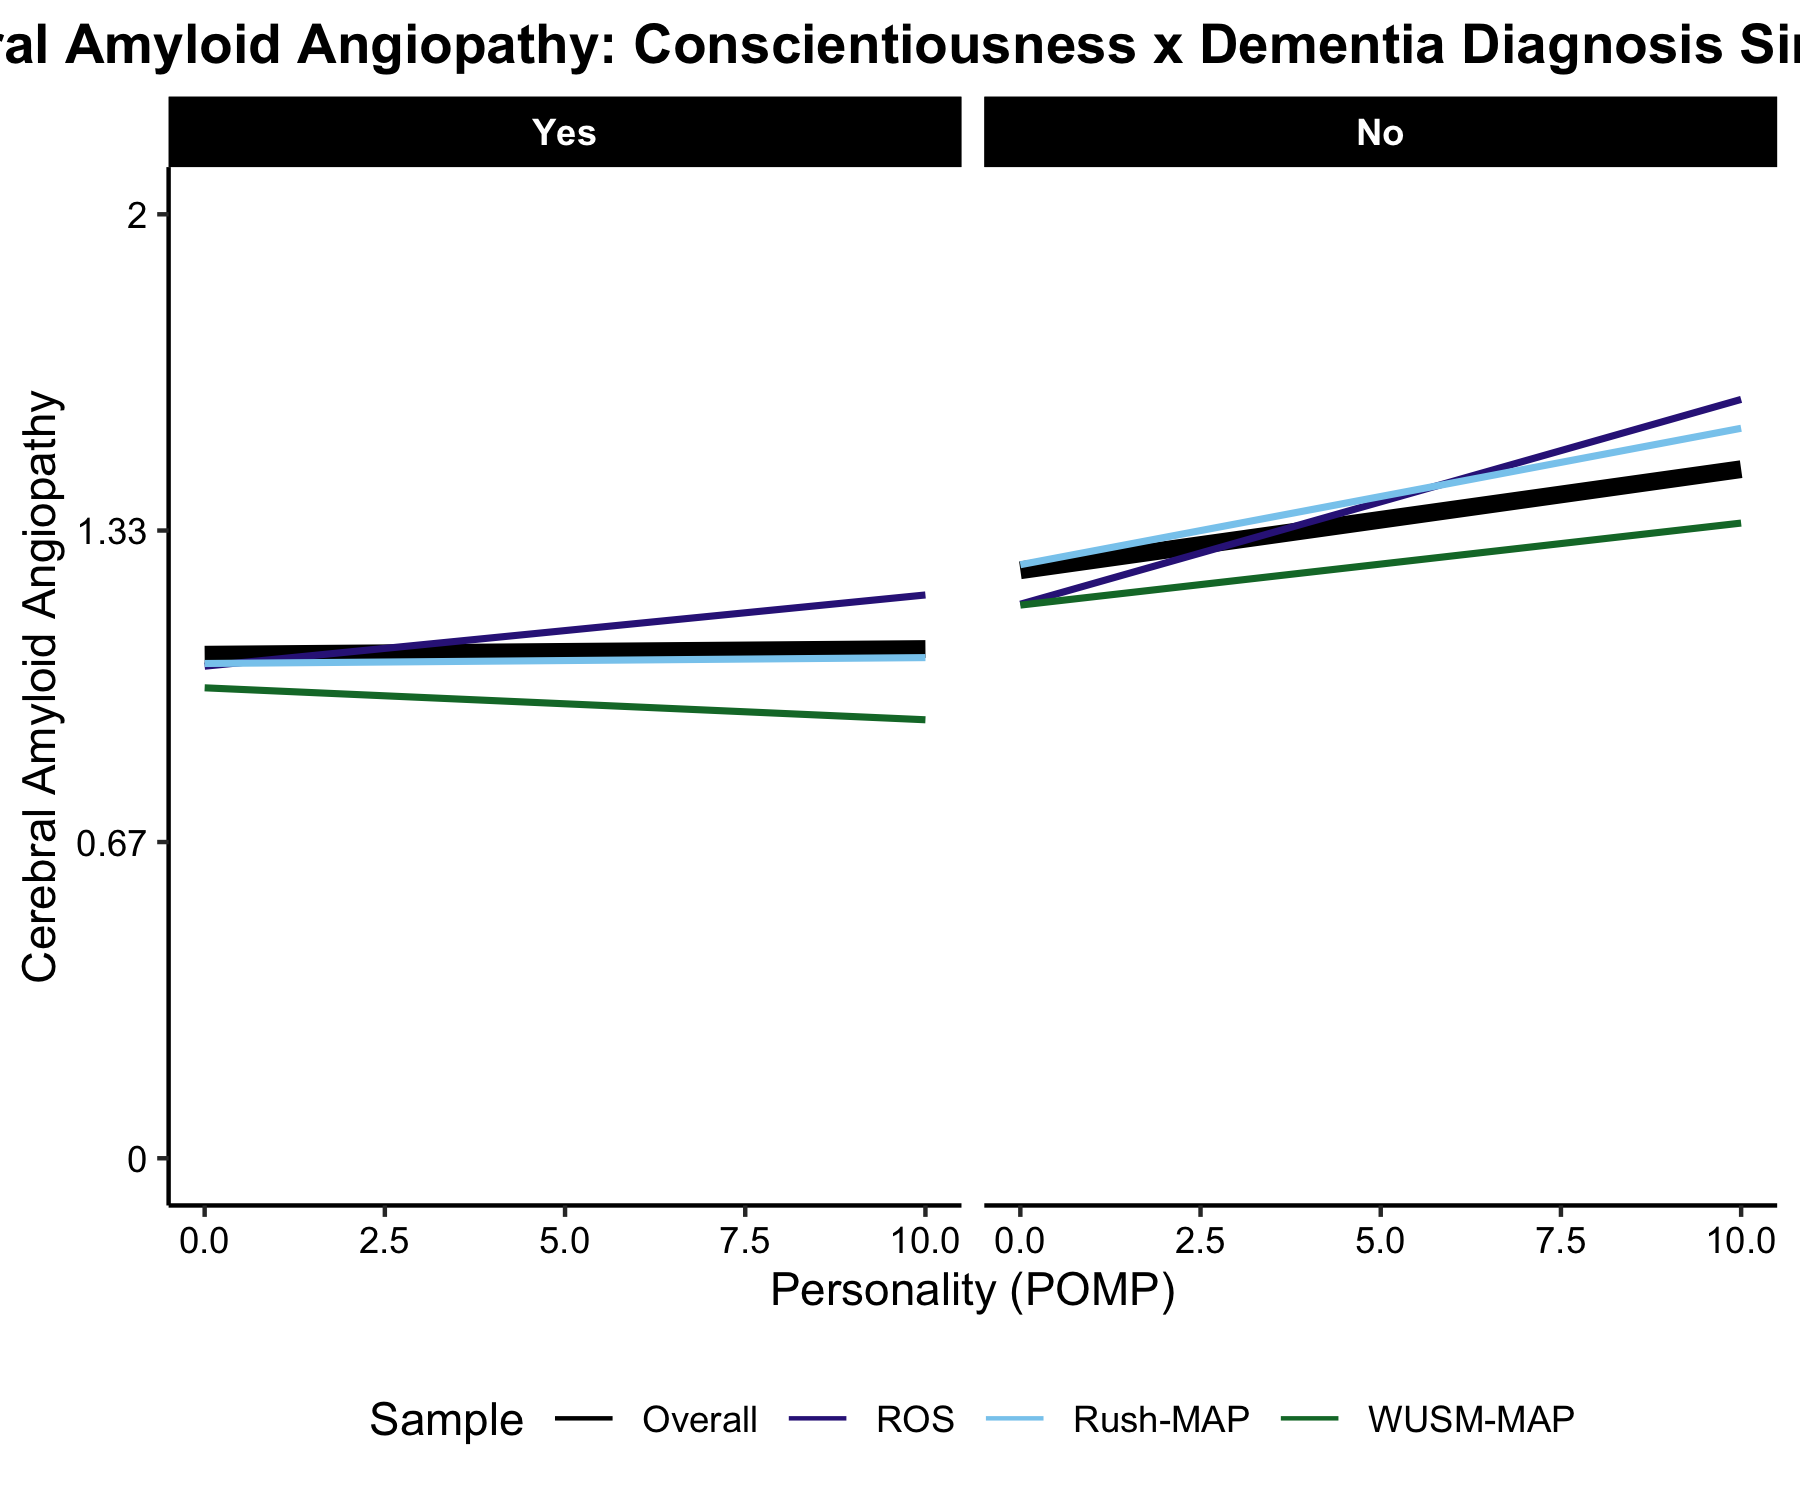 ral Amyloid Angiopathy: Conscientiousness x Dementia Diagnosis Sir
Yes No
Cerebral Amyloid Angiopathy
2
1.33
0.67
0
0.0 2.5 5.0 7.5 10.0 0.0 2.5 5.0 7.5 10.0
Personality (POMP)
Sample Overall ROS Rush-MAP WUSM-MAP